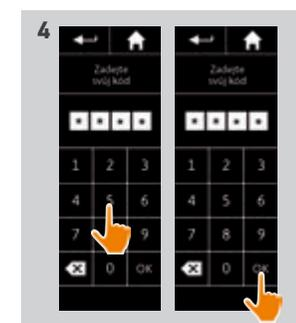 4
Zadejte
svůj kód
* * * *
1 2 3
4 5 6
7 9
0 OK
Zadejte
svůj kód
* * * *
1 2 3
4 5 6
7 8 9
0 OK